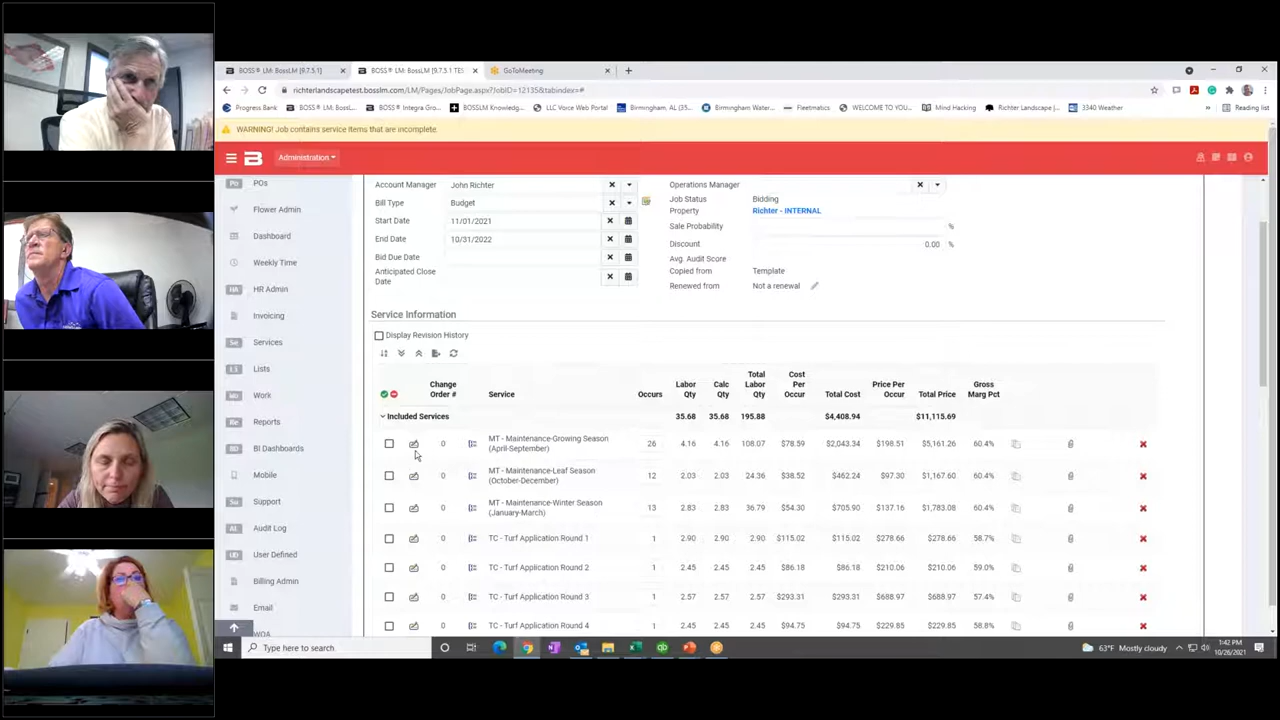 BOSS® LM: BossLM [9.7.5.1]
BOSS® LM: BossLM [9.7.5.1 TES
GoToMeeting
richterlandscapetest.bosslm.com/LM/Pages/JobPage.aspx?JobID=12135&tabindex=#
Progress Bank
BOSS® LM: BossL...
BOSS® Integra Gro...
BOSSLM Knowledg...
LLC Voice Web Portal
Birmingham, AL (35...
Birmingham Water...
Fleetmatics
WELCOME TO YOU...
Mind Hacking
Richter Landscape |...
3340 Weather
Reading list
WARNING! Job contains service items that are incomplete.
Administration
POs
Flower Admin
Dashboard
Weekly Time
HR Admin
Invoicing
Services
Lists
Work
Reports
BI Dashboards
Mobile
Support
Audit Log
User Defined
Billing Admin
Email
WOA
Account Manager John Richter
Bill Type Budget
Start Date 11/01/2021
End Date 10/31/2022
Bid Due Date
Anticipated Close
Date
Operations Manager
Job Status Bidding
Property Richter - INTERNAL
Sale Probability %
Discount 0.00 %
Avg. Audit Score
Copied from Template
Renewed from Not a renewal
Service Information
Display Revision History
Change Order # Service Occurs Labor Qty Calc Qty Total Labor Qty Cost Per Occur Total Cost Price Per Occur Total Price Gross Marg Pct
Included Services 35.68 35.68 195.88 $4,408.94 $11,115.69
0 MT - Maintenance-Growing Season (April-September) 26 4.16 4.16 108.07 $78.59 $2,043.34 $198.51 $5,161.26 60.4%
0 MT - Maintenance-Leaf Season (October-December) 12 2.03 2.03 24.36 $38.52 $462.24 $97.30 $1,167.60 60.4%
0 MT - Maintenance-Winter Season (January-March) 13 2.83 2.83 36.79 $54.30 $705.90 $137.16 $1,783.08 60.4%
0 TC - Turf Application Round 1 1 2.90 2.90 2.90 $115.02 $115.02 $278.66 $278.66 58.7%
0 TC - Turf Application Round 2 1 2.45 2.45 2.45 $86.18 $86.18 $210.06 $210.06 59.0%
0 TC - Turf Application Round 3 1 2.57 2.57 2.57 $293.31 $293.31 $688.97 $688.97 57.4%
0 TC - Turf Application Round 4 1 2.45 2.45 2.45 $94.75 $94.75 $229.85 $229.85 58.8%
Type here to search
63°F Mostly cloudy
1:42 PM
10/26/2021